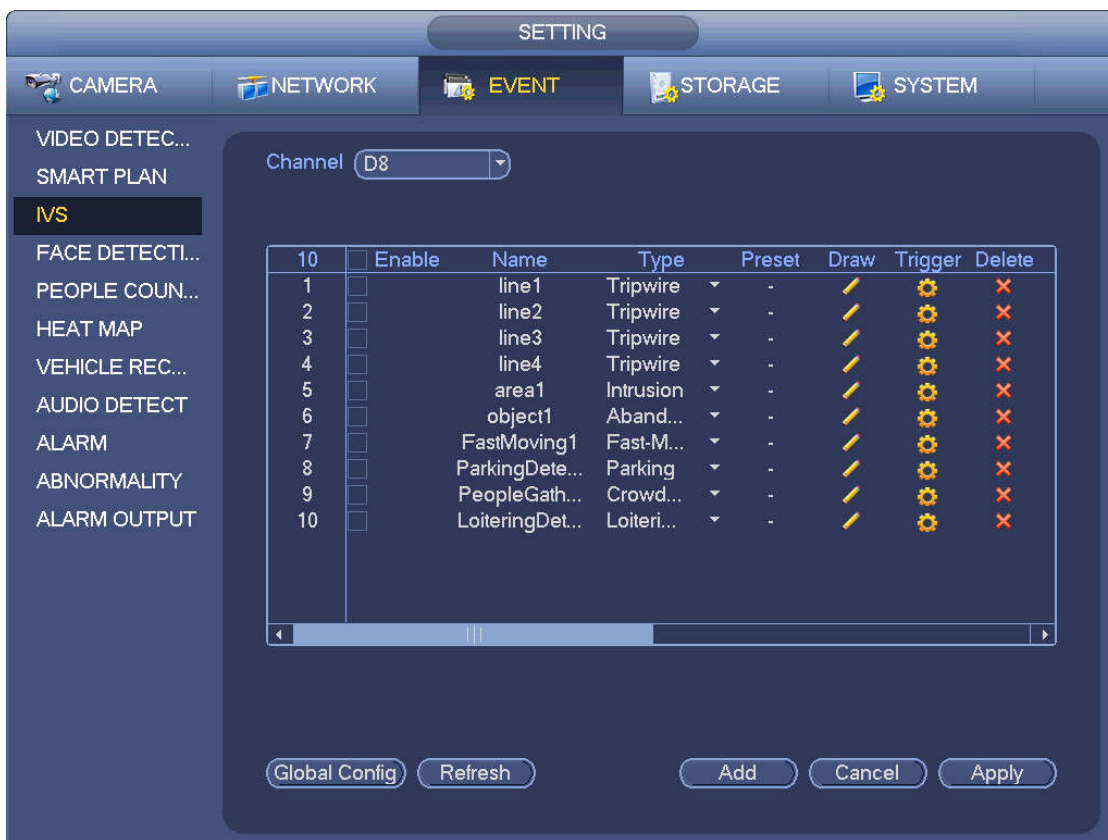 SETTING
CAMERA NETWORK EVENT STORAGE SYSTEM
VIDEO DETEC...
SMART PLAN
IVS
FACE DETECTI...
PEOPLE COUN...
HEAT MAP
VEHICLE REC...
AUDIO DETECT
ALARM
ABNORMALITY
ALARM OUTPUT
Channel D8
10 Enable Name Type Preset Draw Trigger Delete
1 line1 Tripwire -
2 line2 Tripwire -
3 line3 Tripwire -
4 line4 Tripwire -
5 area1 Intrusion -
6 object1 Aband... -
7 FastMoving1 Fast-M... -
8 ParkingDete... Parking -
9 PeopleGath... Crowd... -
10 LoiteringDet... Loiteri... -
Global Config Refresh Add Cancel Apply